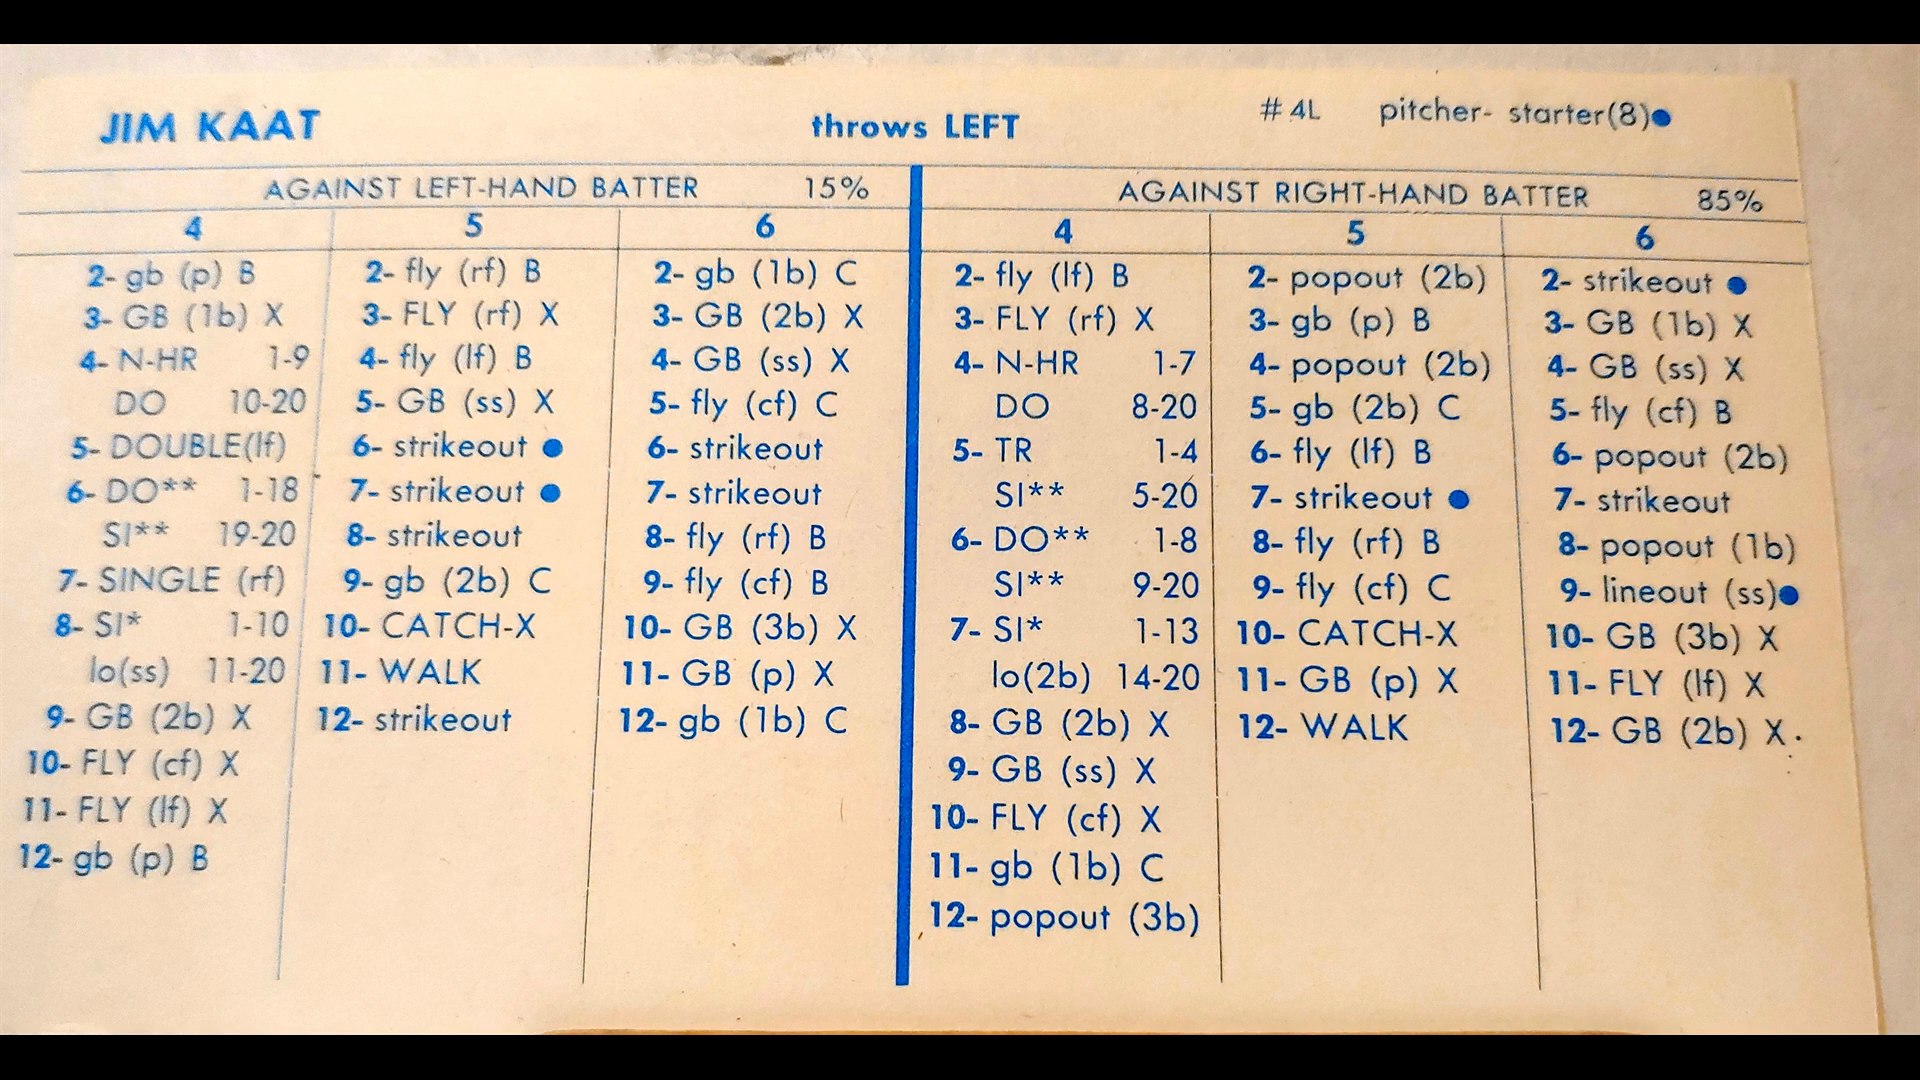 JIM KAAT throws LEFT # 4L pitcher- starter(8)●
AGAINST LEFT-HAND BATTER 15%
4
2- gb (p) B
3- GB (1b) X
4- N-HR 1-9
DO 10-20
5- DOUBLE(lf)
6- DO** 1-18
SI** 19-20
7- SINGLE (rf)
8- SI* 1-10
lo(ss) 11-20
9- GB (2b) X
10- FLY (cf) X
11- FLY (lf) X
12- gb (p) B
5
2- fly (rf) B
3- FLY (rf) X
4- fly (lf) B
5- GB (ss) X
6- strikeout ●
7- strikeout ●
8- strikeout
9- gb (2b) C
10- CATCH-X
11- WALK
12- strikeout
6
2- gb (1b) C
3- GB (2b) X
4- GB (ss) X
5- fly (cf) C
6- strikeout
7- strikeout
8- fly (rf) B
9- fly (cf) B
10- GB (3b) X
11- GB (p) X
12- gb (1b) C
AGAINST RIGHT-HAND BATTER 85%
4
2- fly (lf) B
3- FLY (rf) X
4- N-HR 1-7
DO 8-20
5- TR 1-4
SI** 5-20
6- DO** 1-8
SI** 9-20
7- SI* 1-13
lo(2b) 14-20
8- GB (2b) X
9- GB (ss) X
10- FLY (cf) X
11- gb (1b) C
12- popout (3b)
5
2- popout (2b)
3- gb (p) B
4- popout (2b)
5- gb (2b) C
6- fly (lf) B
7- strikeout ●
8- fly (rf) B
9- fly (cf) C
10- CATCH-X
11- GB (p) X
12- WALK
6
2- strikeout ●
3- GB (1b) X
4- GB (ss) X
5- fly (cf) B
6- popout (2b)
7- strikeout
8- popout (1b)
9- lineout (ss)●
10- GB (3b) X
11- FLY (lf) X
12- GB (2b) X